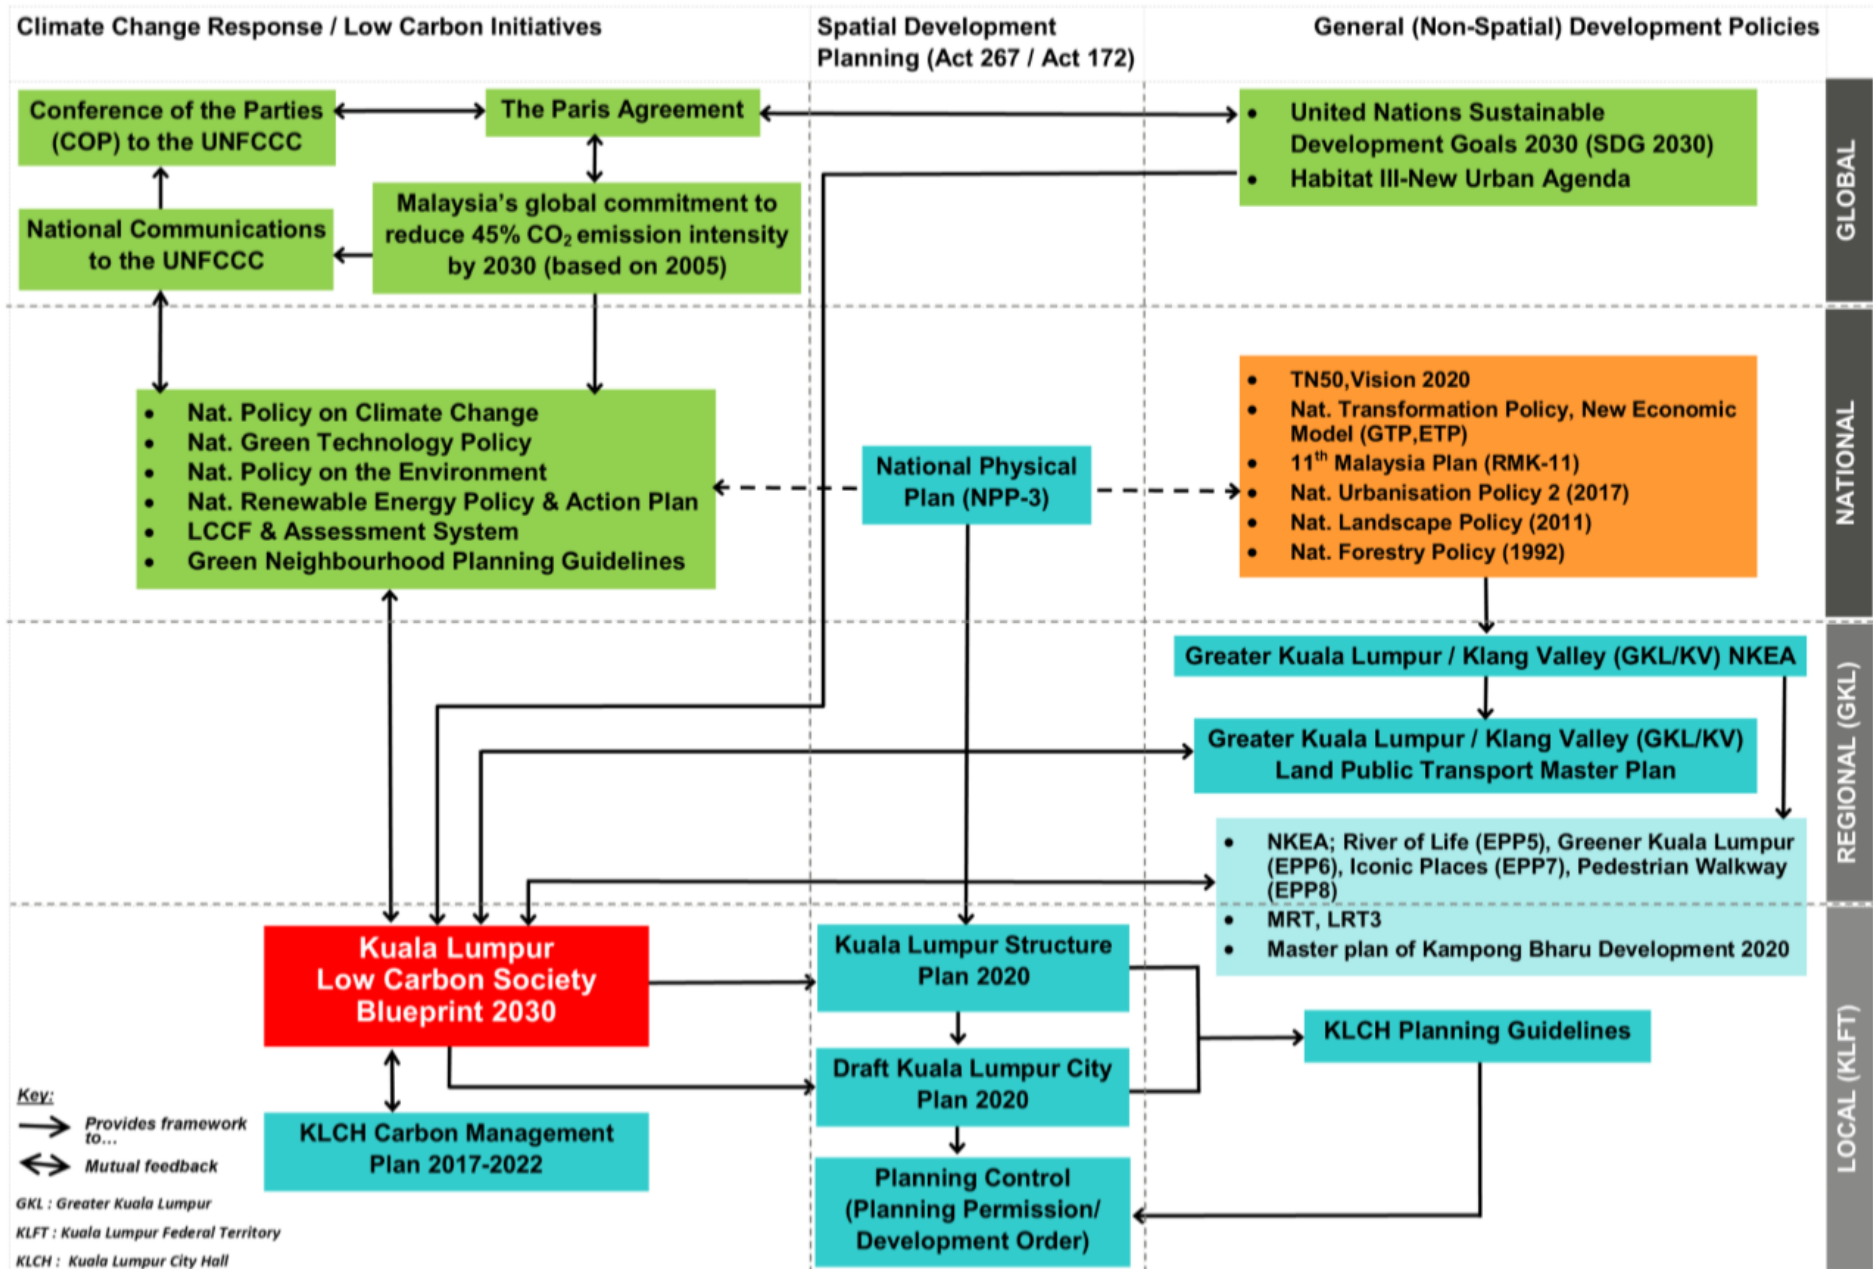 Climate Change Response / Low Carbon Initiatives
Spatial Development
Planning (Act 267 / Act 172)
General (Non-Spatial) Development Policies
Conference of the Parties
(COP) to the UNFCCC
The Paris Agreement
• United Nations Sustainable
Development Goals 2030 (SDG 2030)
• Habitat III-New Urban Agenda
GLOBAL
National Communications
to the UNFCCC
Malaysia's global commitment to
reduce 45% CO₂ emission intensity
by 2030 (based on 2005)
• Nat. Policy on Climate Change
• Nat. Green Technology Policy
• Nat. Policy on the Environment
• Nat. Renewable Energy Policy & Action Plan
• LCCF & Assessment System
• Green Neighbourhood Planning Guidelines
National Physical
Plan (NPP-3)
• TN50,Vision 2020
• Nat. Transformation Policy, New Economic
Model (GTP,ETP)
• 11th Malaysia Plan (RMK-11)
• Nat. Urbanisation Policy 2 (2017)
• Nat. Landscape Policy (2011)
• Nat. Forestry Policy (1992)
NATIONAL
Greater Kuala Lumpur / Klang Valley (GKL/KV) NKEA
Greater Kuala Lumpur / Klang Valley (GKL/KV)
Land Public Transport Master Plan
• NKEA; River of Life (EPP5), Greener Kuala Lumpur
(EPP6), Iconic Places (EPP7), Pedestrian Walkway
(EPP8)
• MRT, LRT3
• Master plan of Kampong Bharu Development 2020
REGIONAL (GKL)
Kuala Lumpur
Low Carbon Society
Blueprint 2030
Kuala Lumpur Structure
Plan 2020
KLCH Planning Guidelines
Draft Kuala Lumpur City
Plan 2020
KLCH Carbon Management
Plan 2017-2022
Planning Control
(Planning Permission/
Development Order)
LOCAL (KLFT)
Key:
Provides framework
to...
Mutual feedback
GKL : Greater Kuala Lumpur
KLFT : Kuala Lumpur Federal Territory
KLCH : Kuala Lumpur City Hall